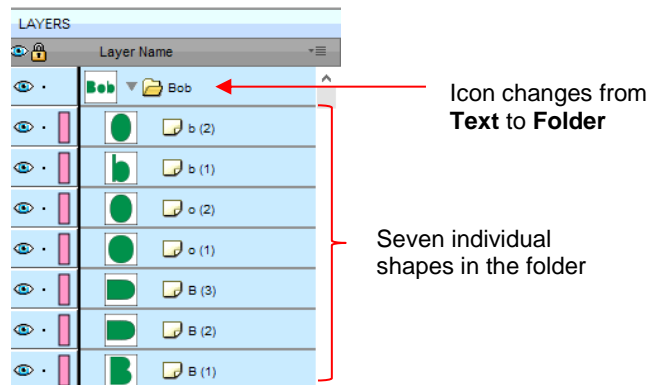 LAYERS
Layer Name
Bob Bob
b (2)
b b (1)
o (2)
o (1)
B (3)
B (2)
B B (1)
Icon changes from
Text to Folder
Seven individual
shapes in the folder